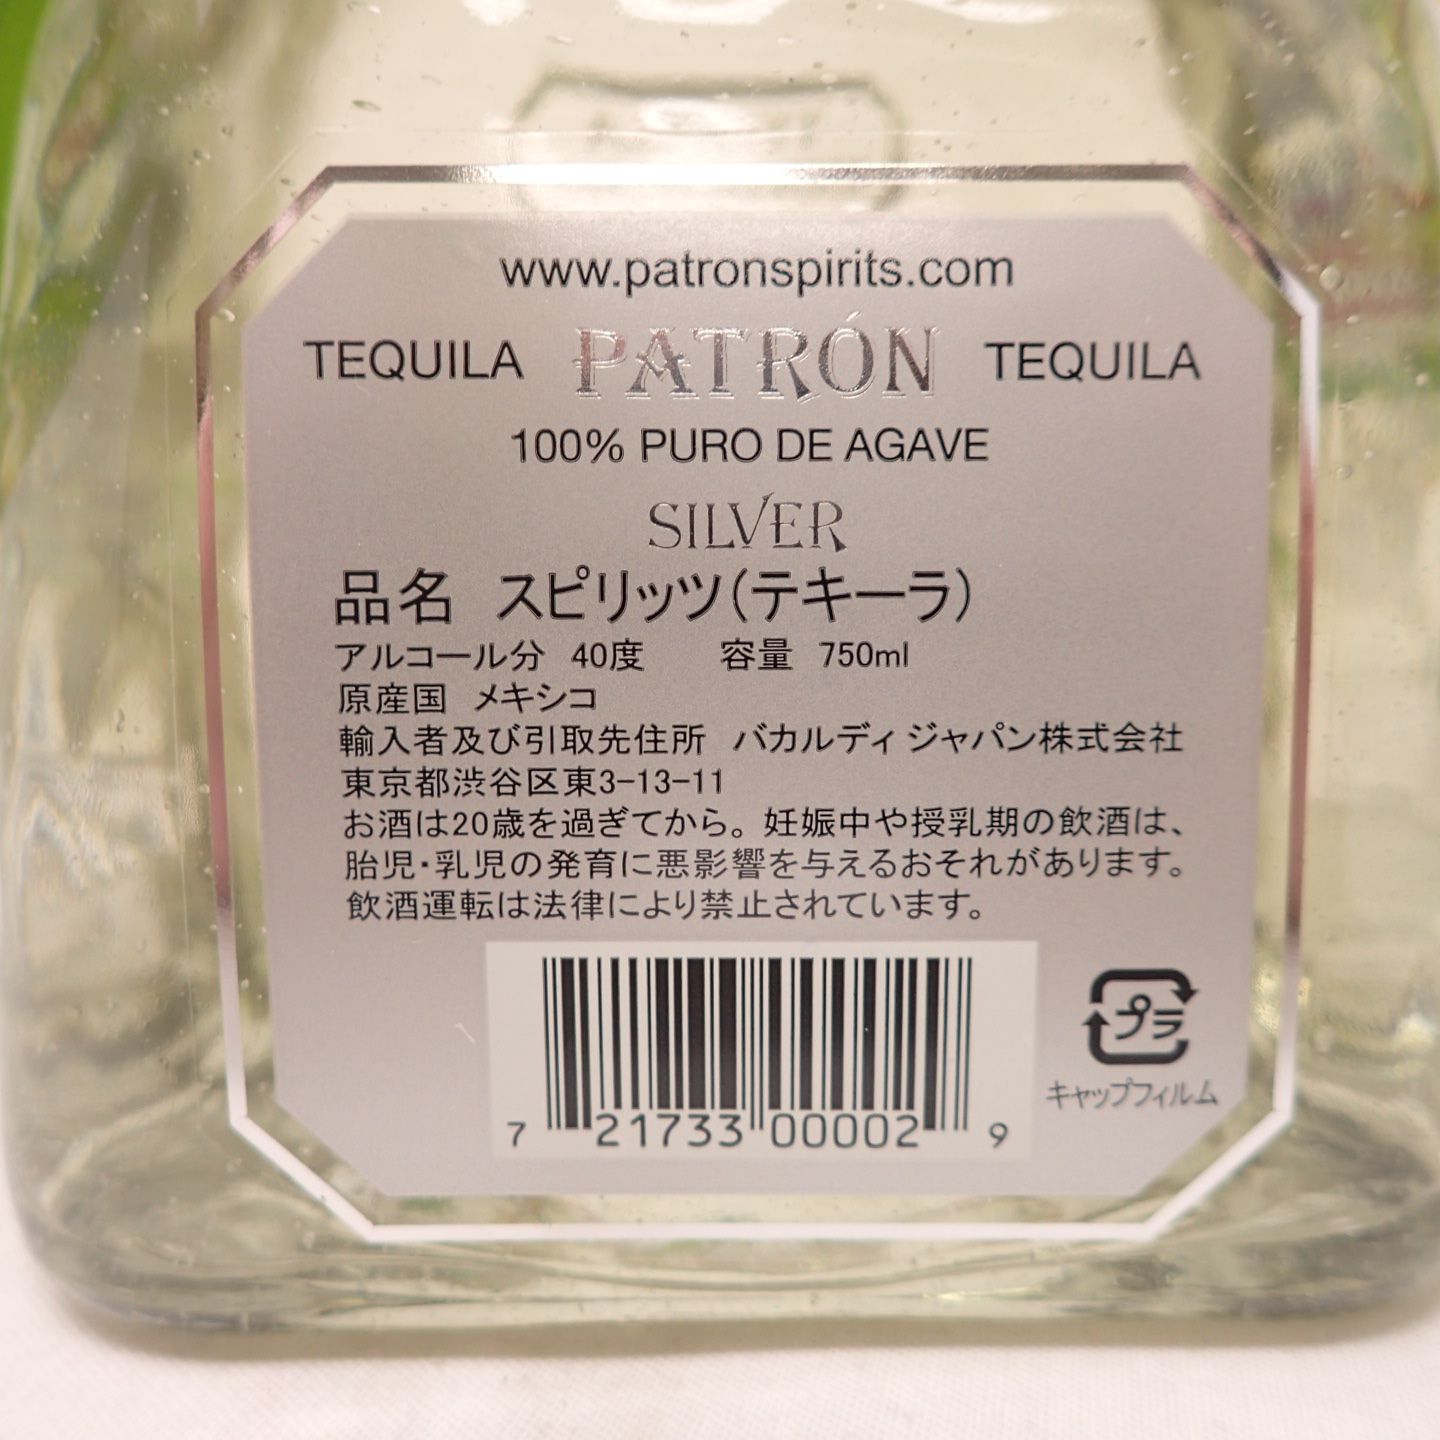 www.patronspirits.com
TEQUILA PATRÓN TEQUILA
100% PURO DE AGAVE
SILVER
品名 スピリッツ(テキーラ)
アルコール分 40度 容量 750ml
原産国 メキシコ
輸入者及び引取先住所 バカルディ ジャパン株式会社
東京都渋谷区東3-13-11
お酒は20歳を過ぎてから。妊娠中や授乳期の飲酒は、
胎児・乳児の発育に悪影響を与えるおそれがあります。
飲酒運転は法律により禁止されています。
プラ
キャップフィルム
7 21733 00002 9